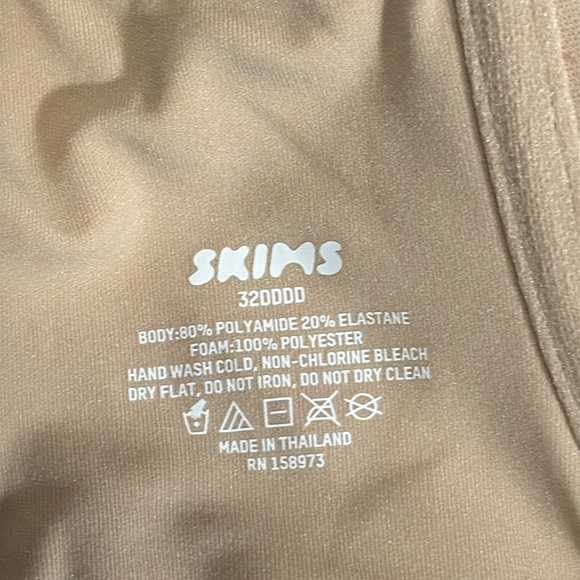 SKIMS
32DDDD
BODY:80% POLYAMIDE 20% ELASTANE
FOAM:100% POLYESTER
HAND WASH COLD, NON-CHLORINE BLEACH
DRY FLAT, DO NOT IRON, DO NOT DRY CLEAN
MADE IN THAILAND
RN 158973